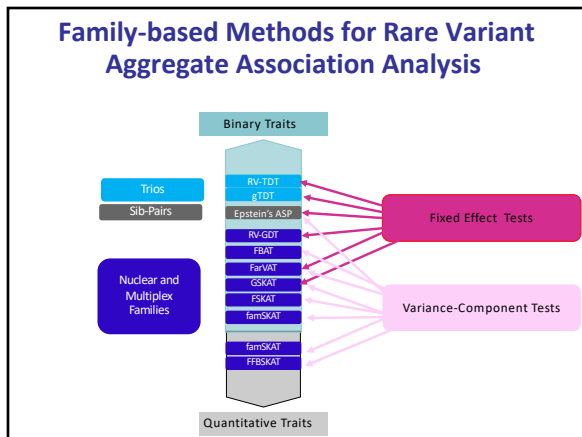 Family-based Methods for Rare Variant
Aggregate Association Analysis
Binary Traits
Trios
Sib-Pairs
Nuclear and
Multiplex
Families
RV-TDT
gTDT
Epstein's ASP
RV-GDT
FBAT
FarVAT
GSKAT
FSKAT
famSKAT
famSKAT
FFBSKAT
Quantitative Traits
Fixed Effect Tests
Variance-Component Tests